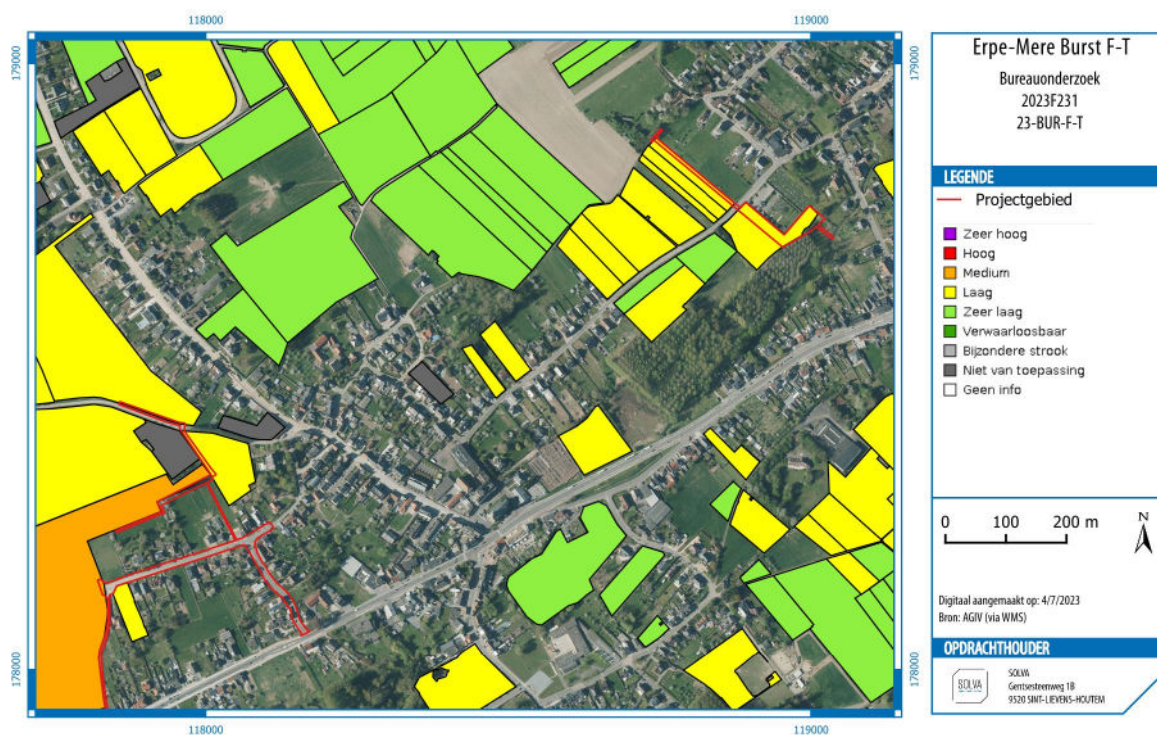 118000
119000
179000
179000
178000
178000
118000
119000
Erpe-Mere Burst F-T
Bureauonderzoek
2023F231
23-BUR-F-T
LEGENDE
Projectgebied
Zeer hoog
Hoog
Medium
Laag
Zeer laag
Verwaarloosbaar
Bijzondere strook
Niet van toepassing
Geen info
0 100 200 m
N
Digitaal aangemaakt op: 4/7/2023
Bron: AGIV (via WMS)
OPDRACHTHOUDER
SOLVA
SOLVA
Gentsesteenweg 1B
9520 SINT-LIEVENS-HOUTEM